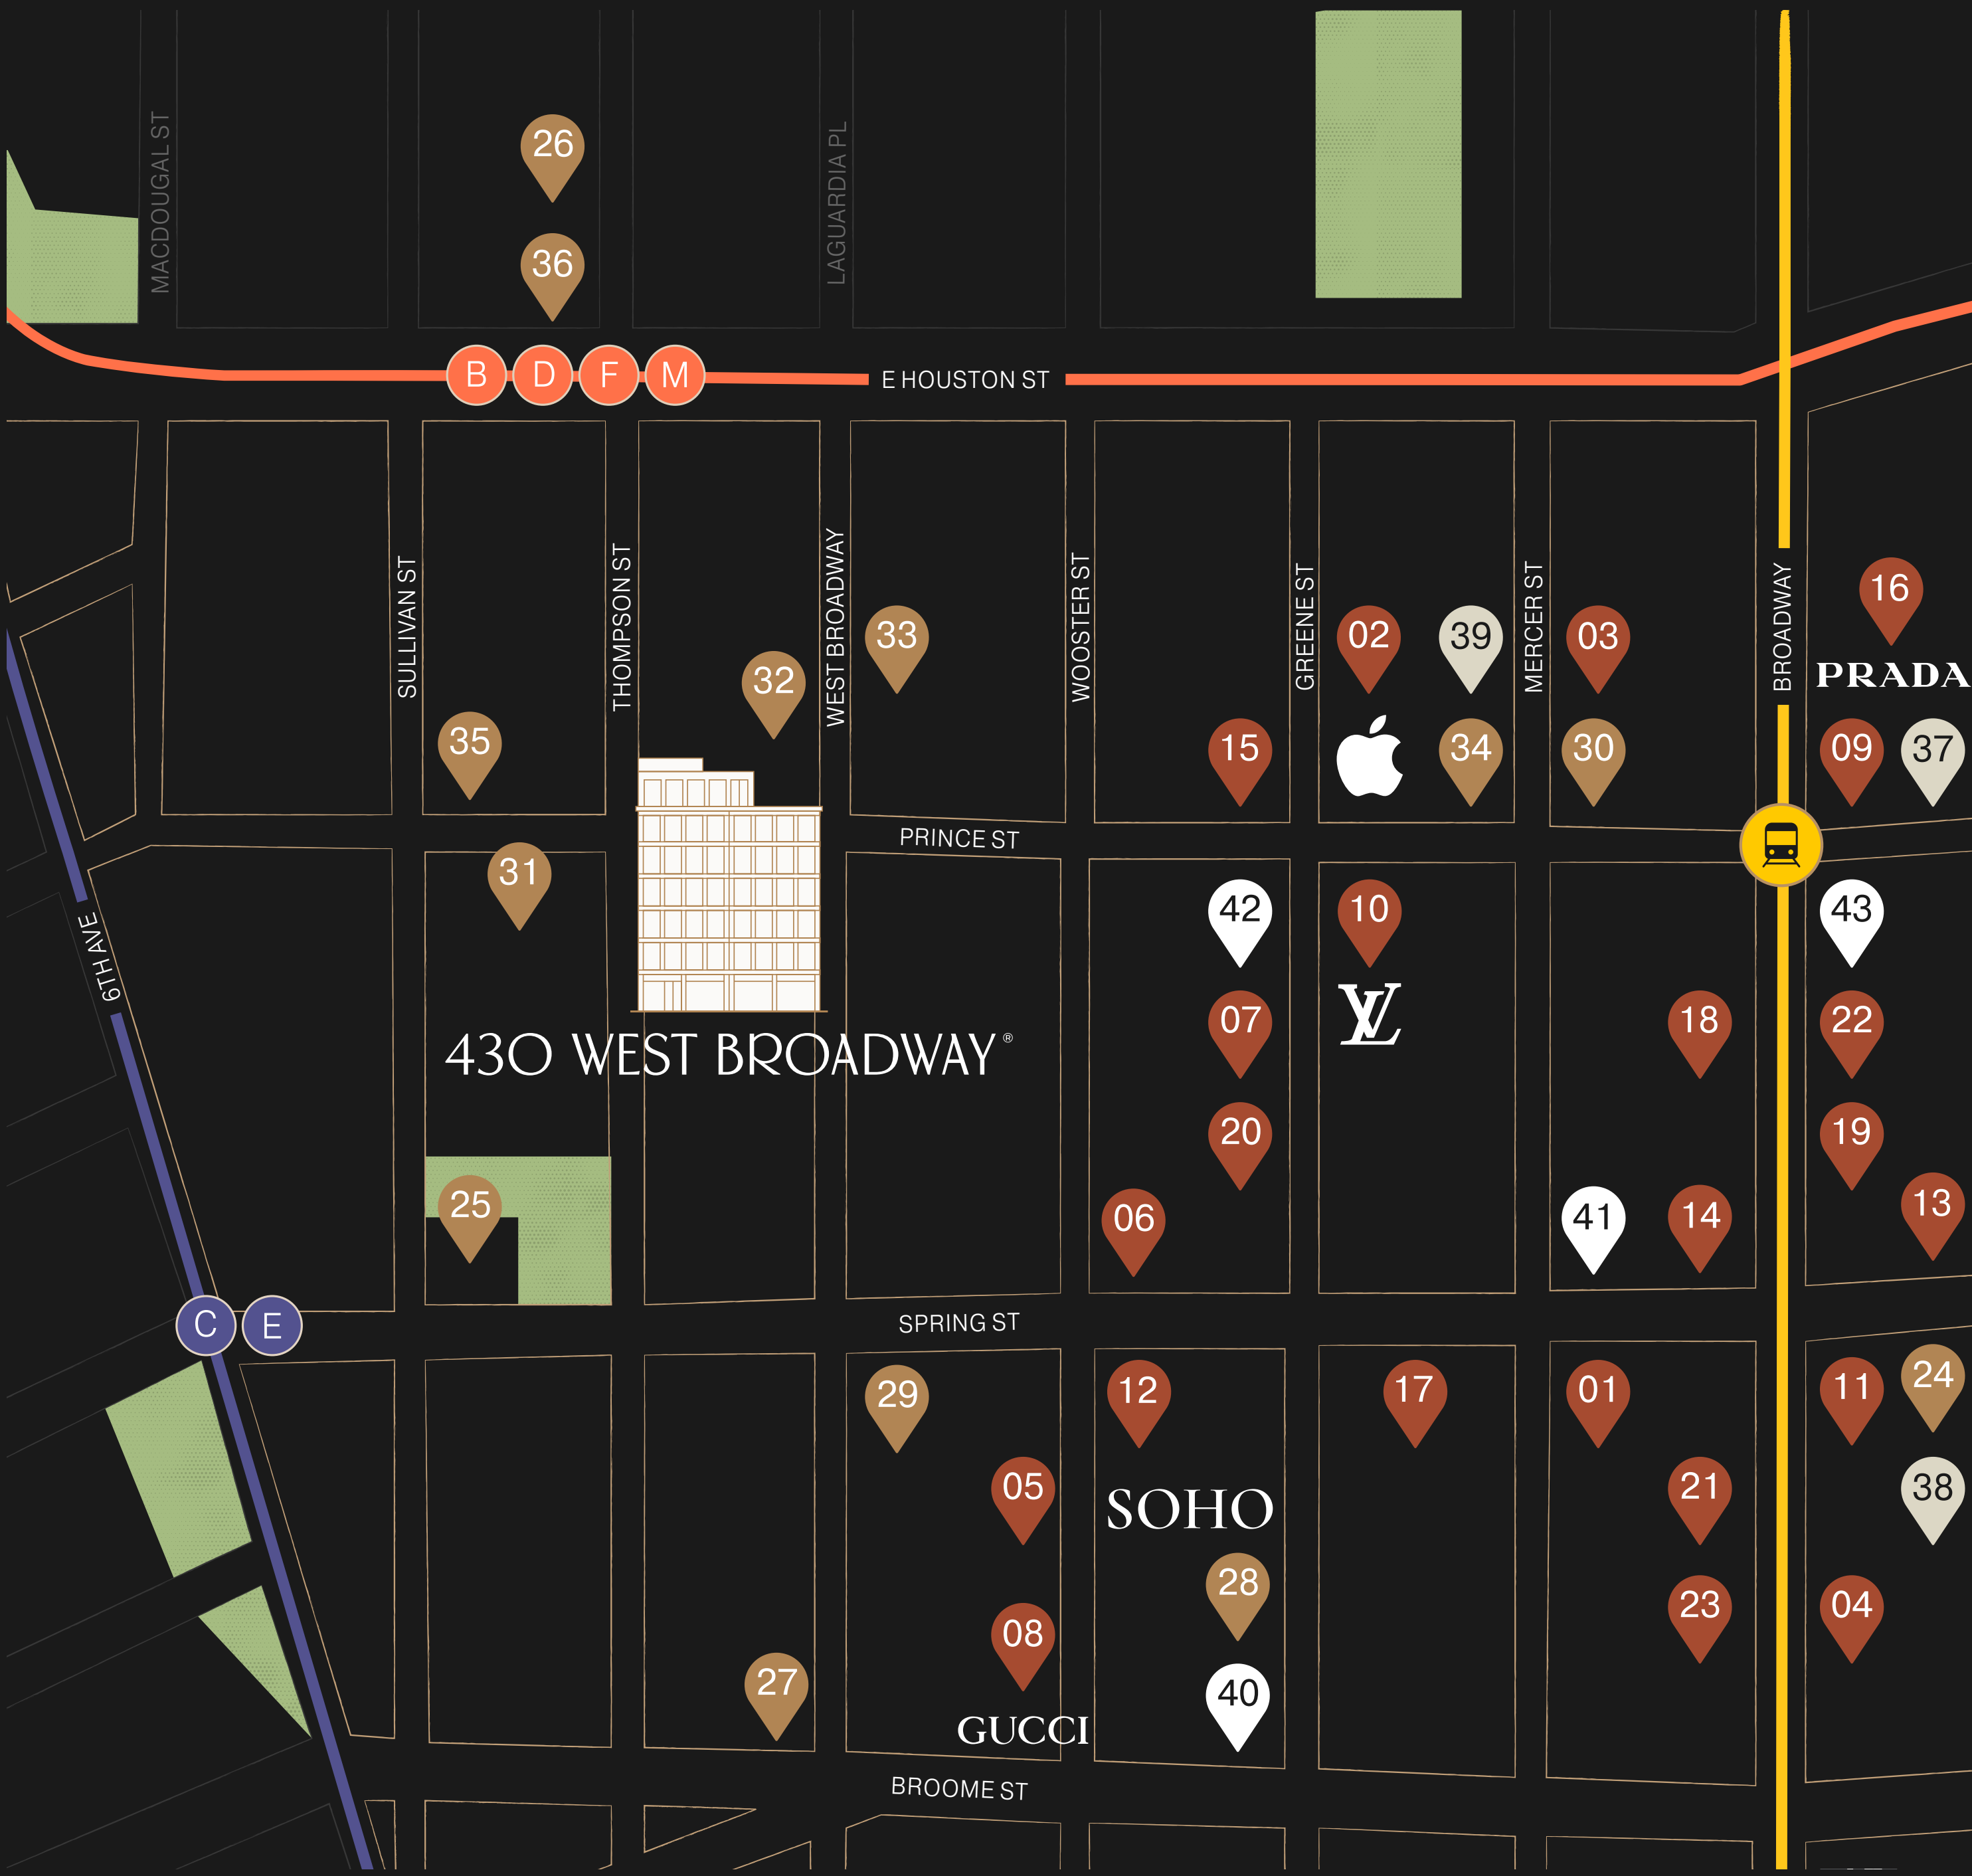 MACDOUGAL ST
26
LAGUARDIA PL
36
B D F M
E HOUSTON ST
SULLIVAN ST
THOMPSON ST
WEST BROADWAY
WOOSTER ST
GREENE ST
MERCER ST
BROADWAY
16
33
02
39
03
32
PRADA
35
15
34
30
09
37
PRINCE ST
31
42
10
43
6TH AVE
LV
07
18
22
430 WEST BROADWAY®
20
19
25
06
41
14
13
C E
SPRING ST
29
12
17
01
11
24
05
SOHO
21
38
28
08
23
04
27
40
GUCCI
BROOME ST